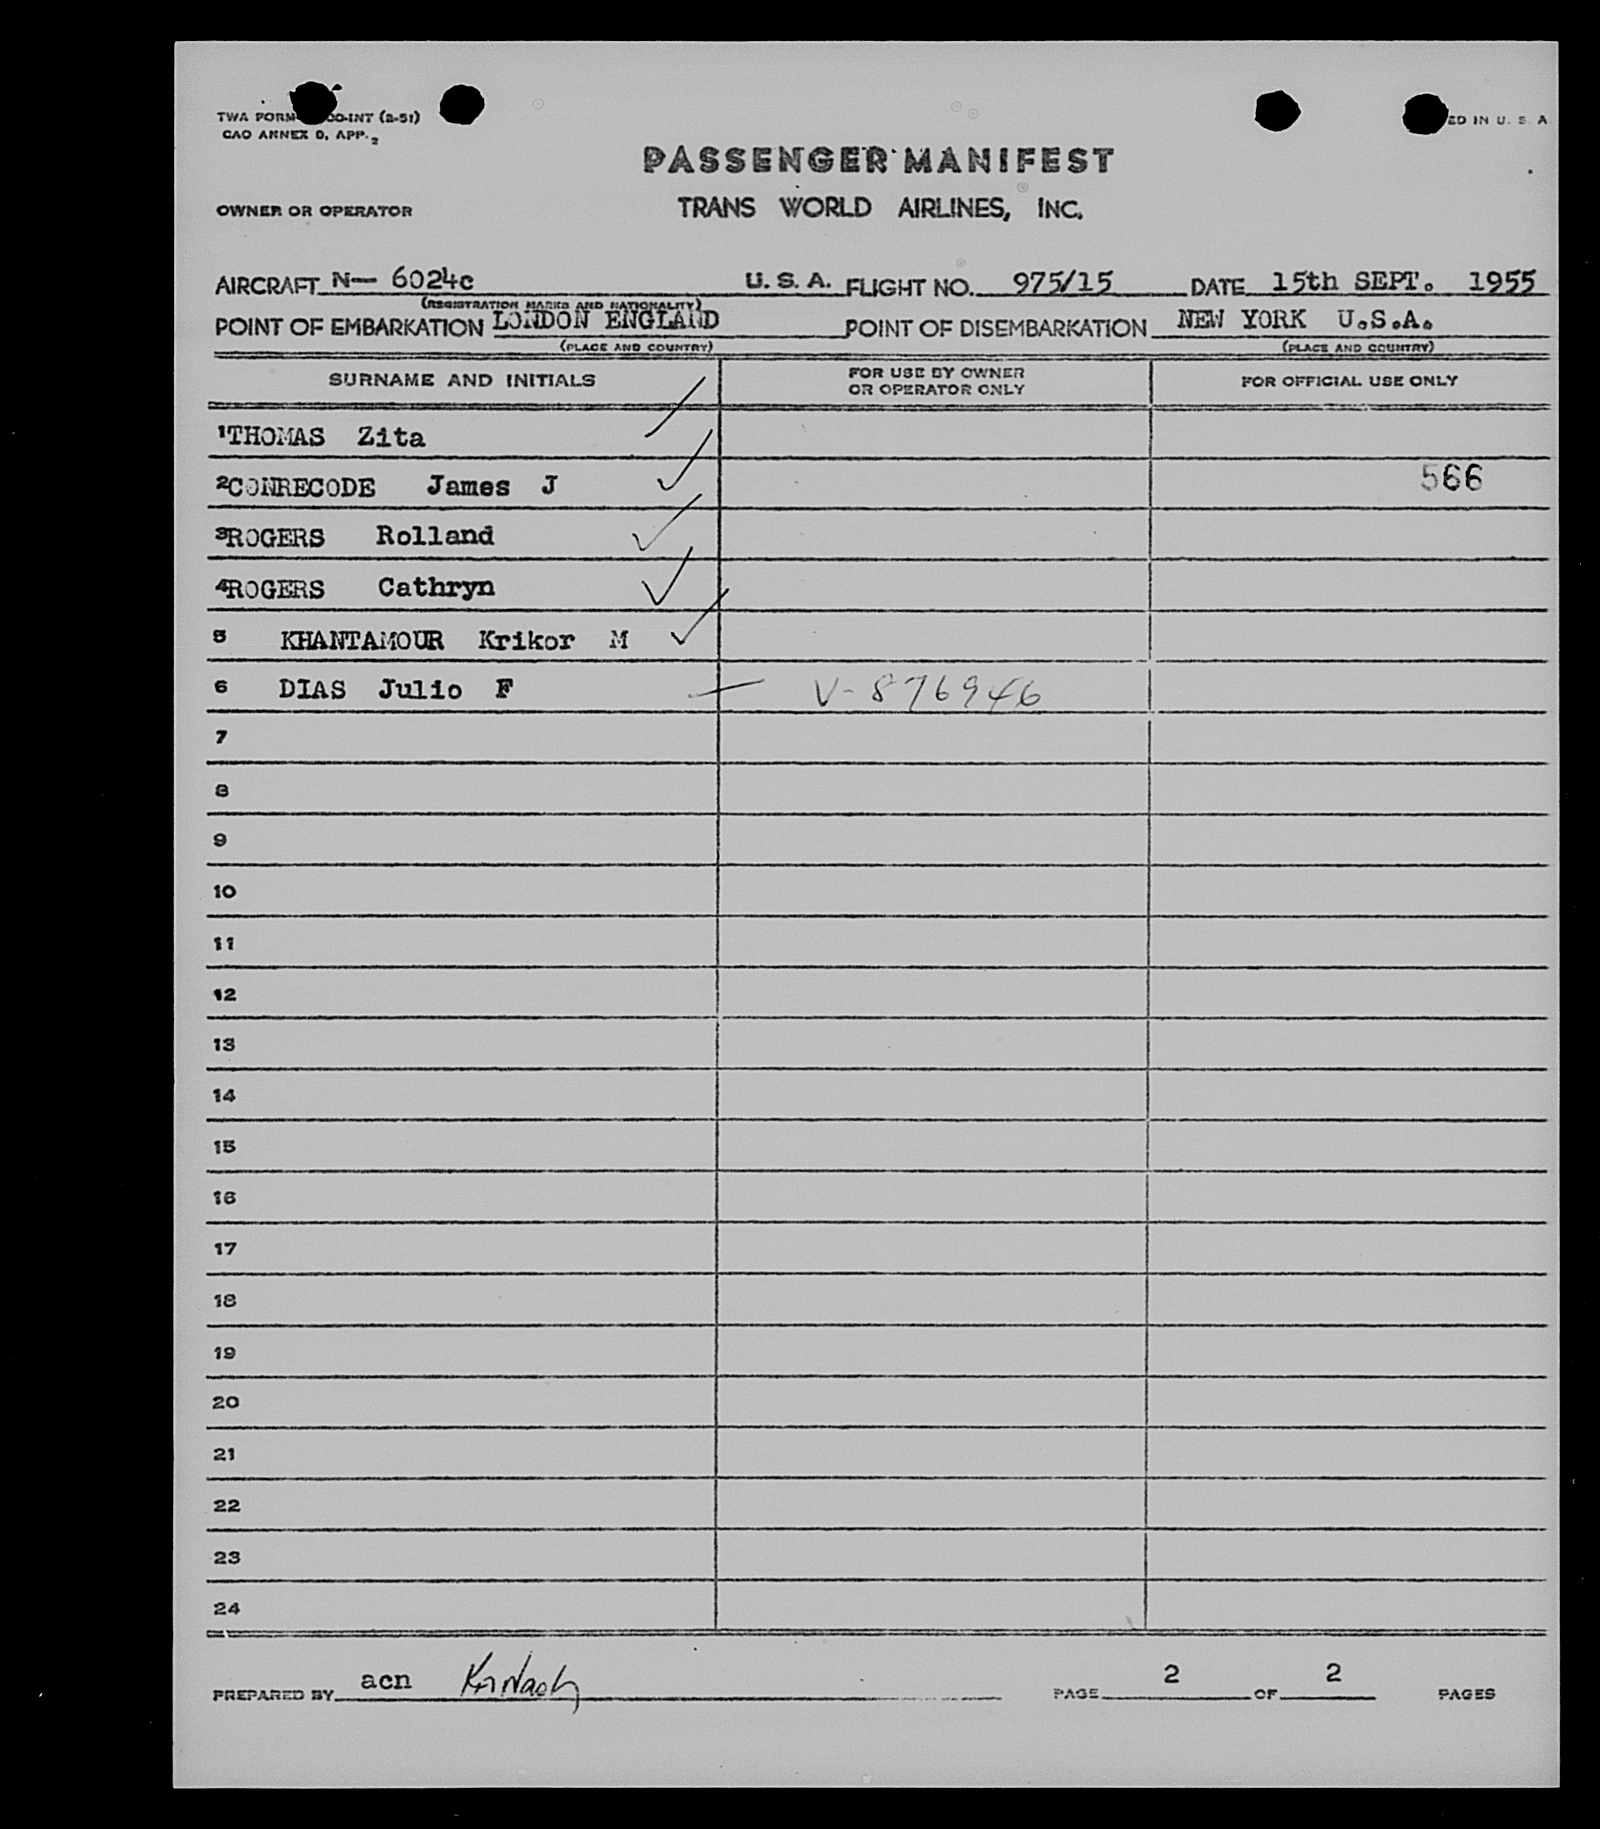 TWA FORM CO-INT (2-51)
CAO ANNEX 9, APP. 2
ED IN U. S. A
PASSENGER MANIFEST
OWNER OR OPERATOR TRANS WORLD AIRLINES, INC.
AIRCRAFT N— 6024c U. S. A. FLIGHT NO. 975/15 DATE 15th SEPT. 1955
(REGISTRATION MARKS AND NATIONALITY)
POINT OF EMBARKATION LONDON ENGLAND POINT OF DISEMBARKATION NEW YORK U.S.A.
(PLACE AND COUNTRY) (PLACE AND COUNTRY)
SURNAME AND INITIALS FOR USE BY OWNER OR OPERATOR ONLY FOR OFFICIAL USE ONLY
1 THOMAS Zita
2 CONRECODE James J 566
3 ROGERS Rolland
4 ROGERS Cathryn
5 KHANTAMOUR Krikor M
6 DIAS Julio F V-876946
7
8
9
10
11
12
13
14
15
16
17
18
19
20
21
22
23
24
PREPARED BY acn PAGE 2 OF 2 PAGES